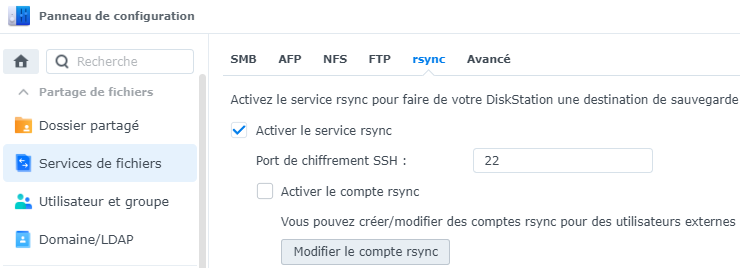 Panneau de configuration
Recherche
Partage de fichiers
Dossier partagé
Services de fichiers
Utilisateur et groupe
Domaine/LDAP
SMB AFP NFS FTP rsync Avancé
Activez le service rsync pour faire de votre DiskStation une destination de sauvegarde
Activer le service rsync
Port de chiffrement SSH : 22
Activer le compte rsync
Vous pouvez créer/modifier des comptes rsync pour des utilisateurs externes
Modifier le compte rsync